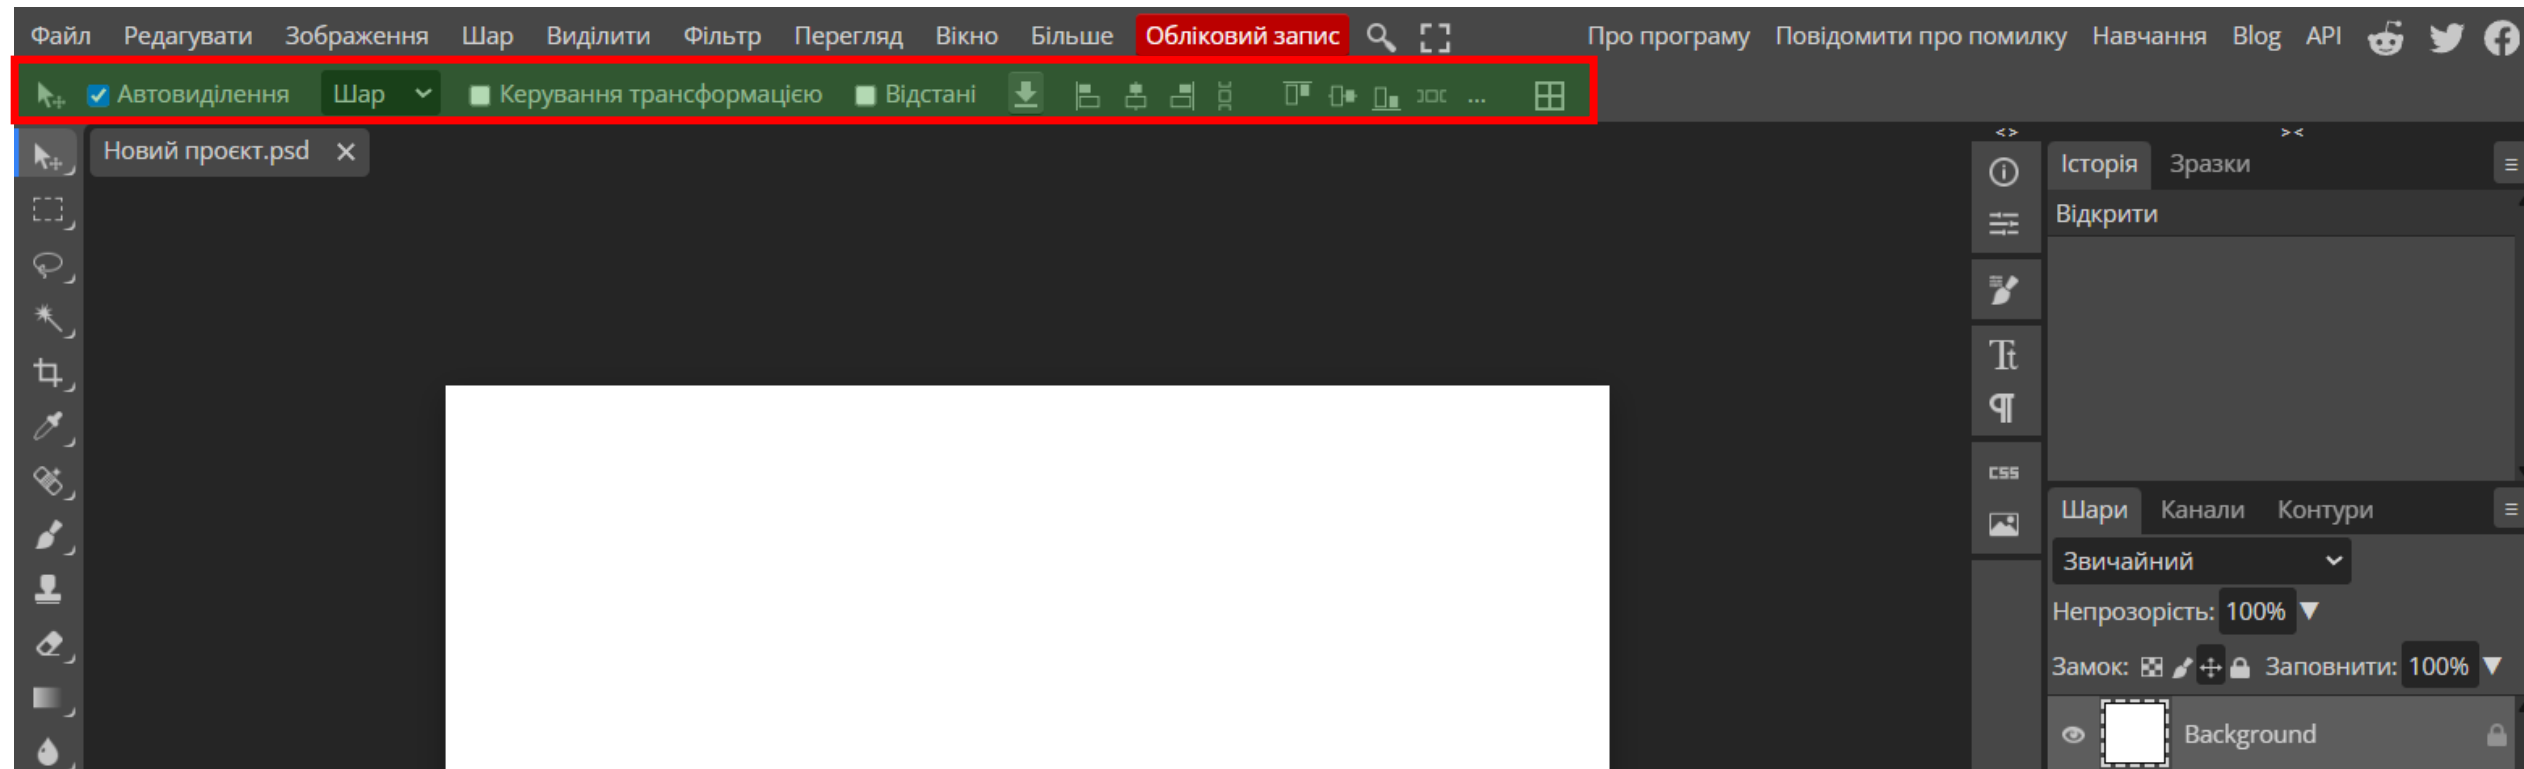 Файл Редагувати Зображення Шар Виділити Фільтр Перегляд Вікно Більше Обліковий запис Про програму Повідомити про помилку Навчання Blog API
Автовиділення Шар Керування трансформацією Відстані ...
Новий проєкт.psd
<> ><
Історія Зразки
Відкрити
Tt
¶
CSS
Шари Канали Контури
Звичайний
Непрозорість: 100%
Замок: Заповнити: 100%
Background